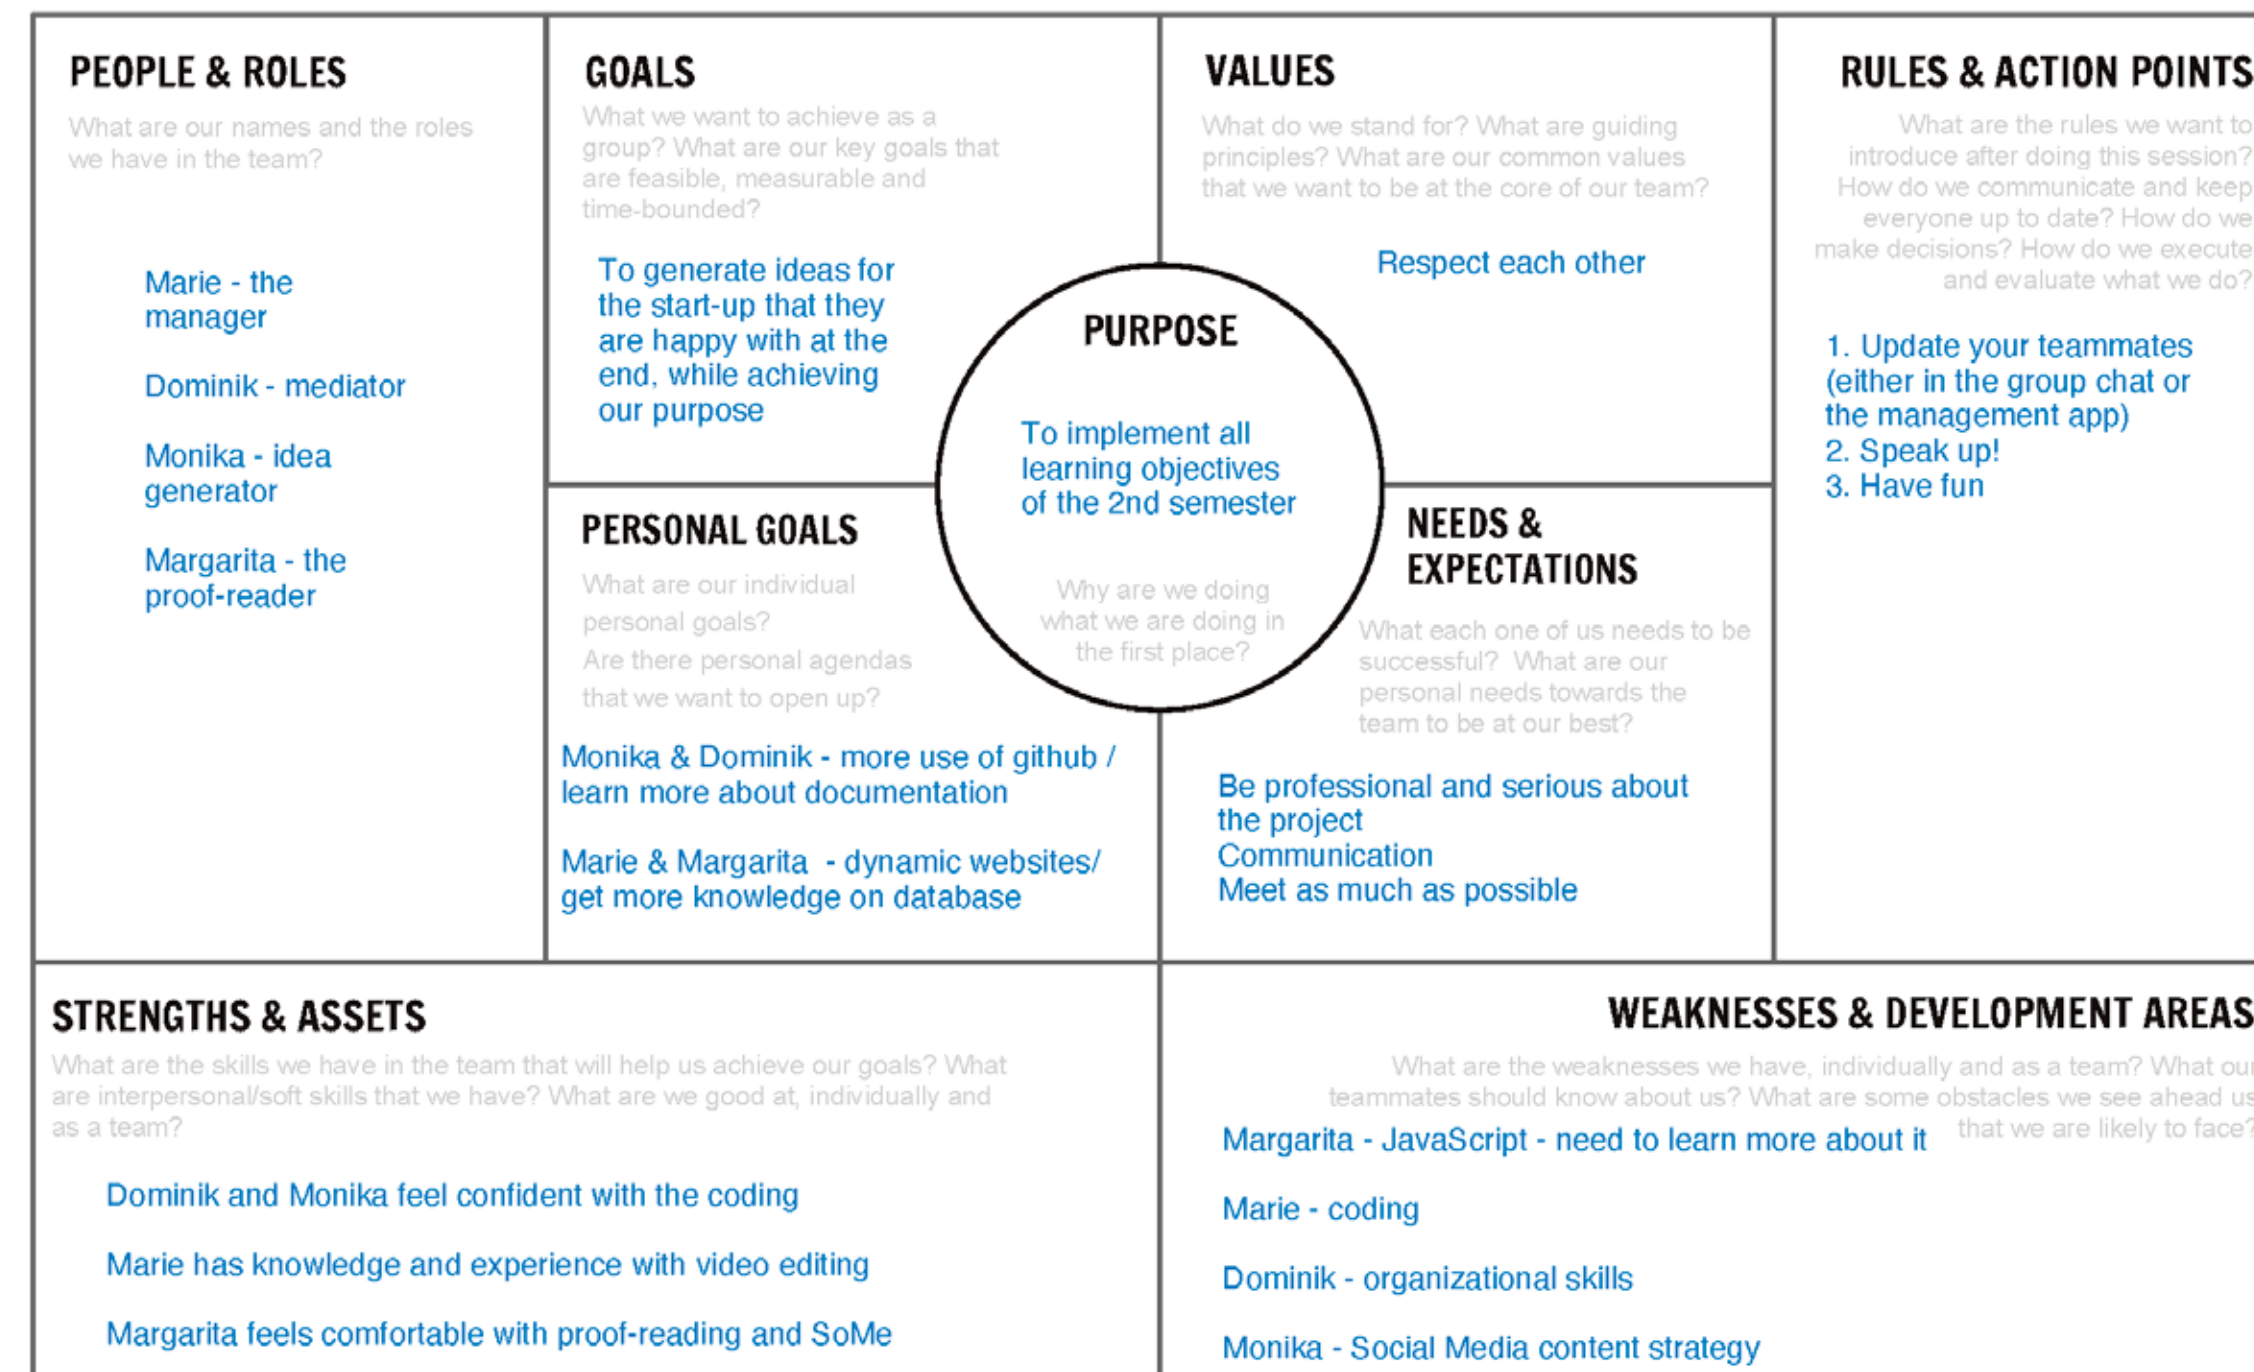 PEOPLE & ROLES
What are our names and the roles
we have in the team?
Marie - the
manager
Dominik - mediator
Monika - idea
generator
Margarita - the
proof-reader
GOALS
What we want to achieve as a
group? What are our key goals that
are feasible, measurable and
time-bounded?
To generate ideas for
the start-up that they
are happy with at the
end, while achieving
our purpose
PERSONAL GOALS
What are our individual
personal goals?
Are there personal agendas
that we want to open up?
Monika & Dominik - more use of github /
learn more about documentation
Marie & Margarita - dynamic websites/
get more knowledge on database
PURPOSE
To implement all
learning objectives
of the 2nd semester
Why are we doing
what we are doing in
the first place?
VALUES
What do we stand for? What are guiding
principles? What are our common values
that we want to be at the core of our team?
Respect each other
NEEDS &
EXPECTATIONS
What each one of us needs to be
successful? What are our
personal needs towards the
team to be at our best?
Be professional and serious about
the project
Communication
Meet as much as possible
RULES & ACTION POINTS
What are the rules we want to
introduce after doing this session?
How do we communicate and keep
everyone up to date? How do we
make decisions? How do we execute
and evaluate what we do?
1. Update your teammates
(either in the group chat or
the management app)
2. Speak up!
3. Have fun
STRENGTHS & ASSETS
What are the skills we have in the team that will help us achieve our goals? What
are interpersonal/soft skills that we have? What are we good at, individually and
as a team?
Dominik and Monika feel confident with the coding
Marie has knowledge and experience with video editing
Margarita feels comfortable with proof-reading and SoMe
WEAKNESSES & DEVELOPMENT AREAS
What are the weaknesses we have, individually and as a team? What our
teammates should know about us? What are some obstacles we see ahead us
that we are likely to face?
Margarita - JavaScript - need to learn more about it
Marie - coding
Dominik - organizational skills
Monika - Social Media content strategy